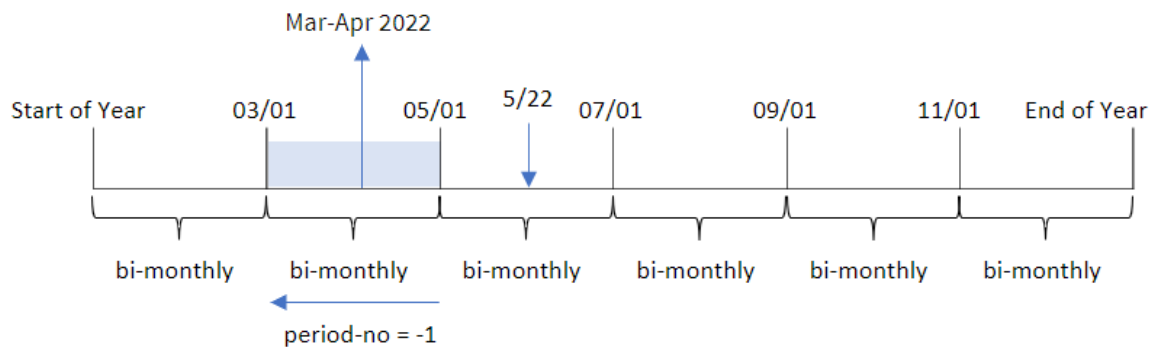 Mar-Apr 2022
Start of Year 03/01 05/01 5/22 07/01 09/01 11/01 End of Year
bi-monthly bi-monthly bi-monthly bi-monthly bi-monthly bi-monthly
period-no = -1